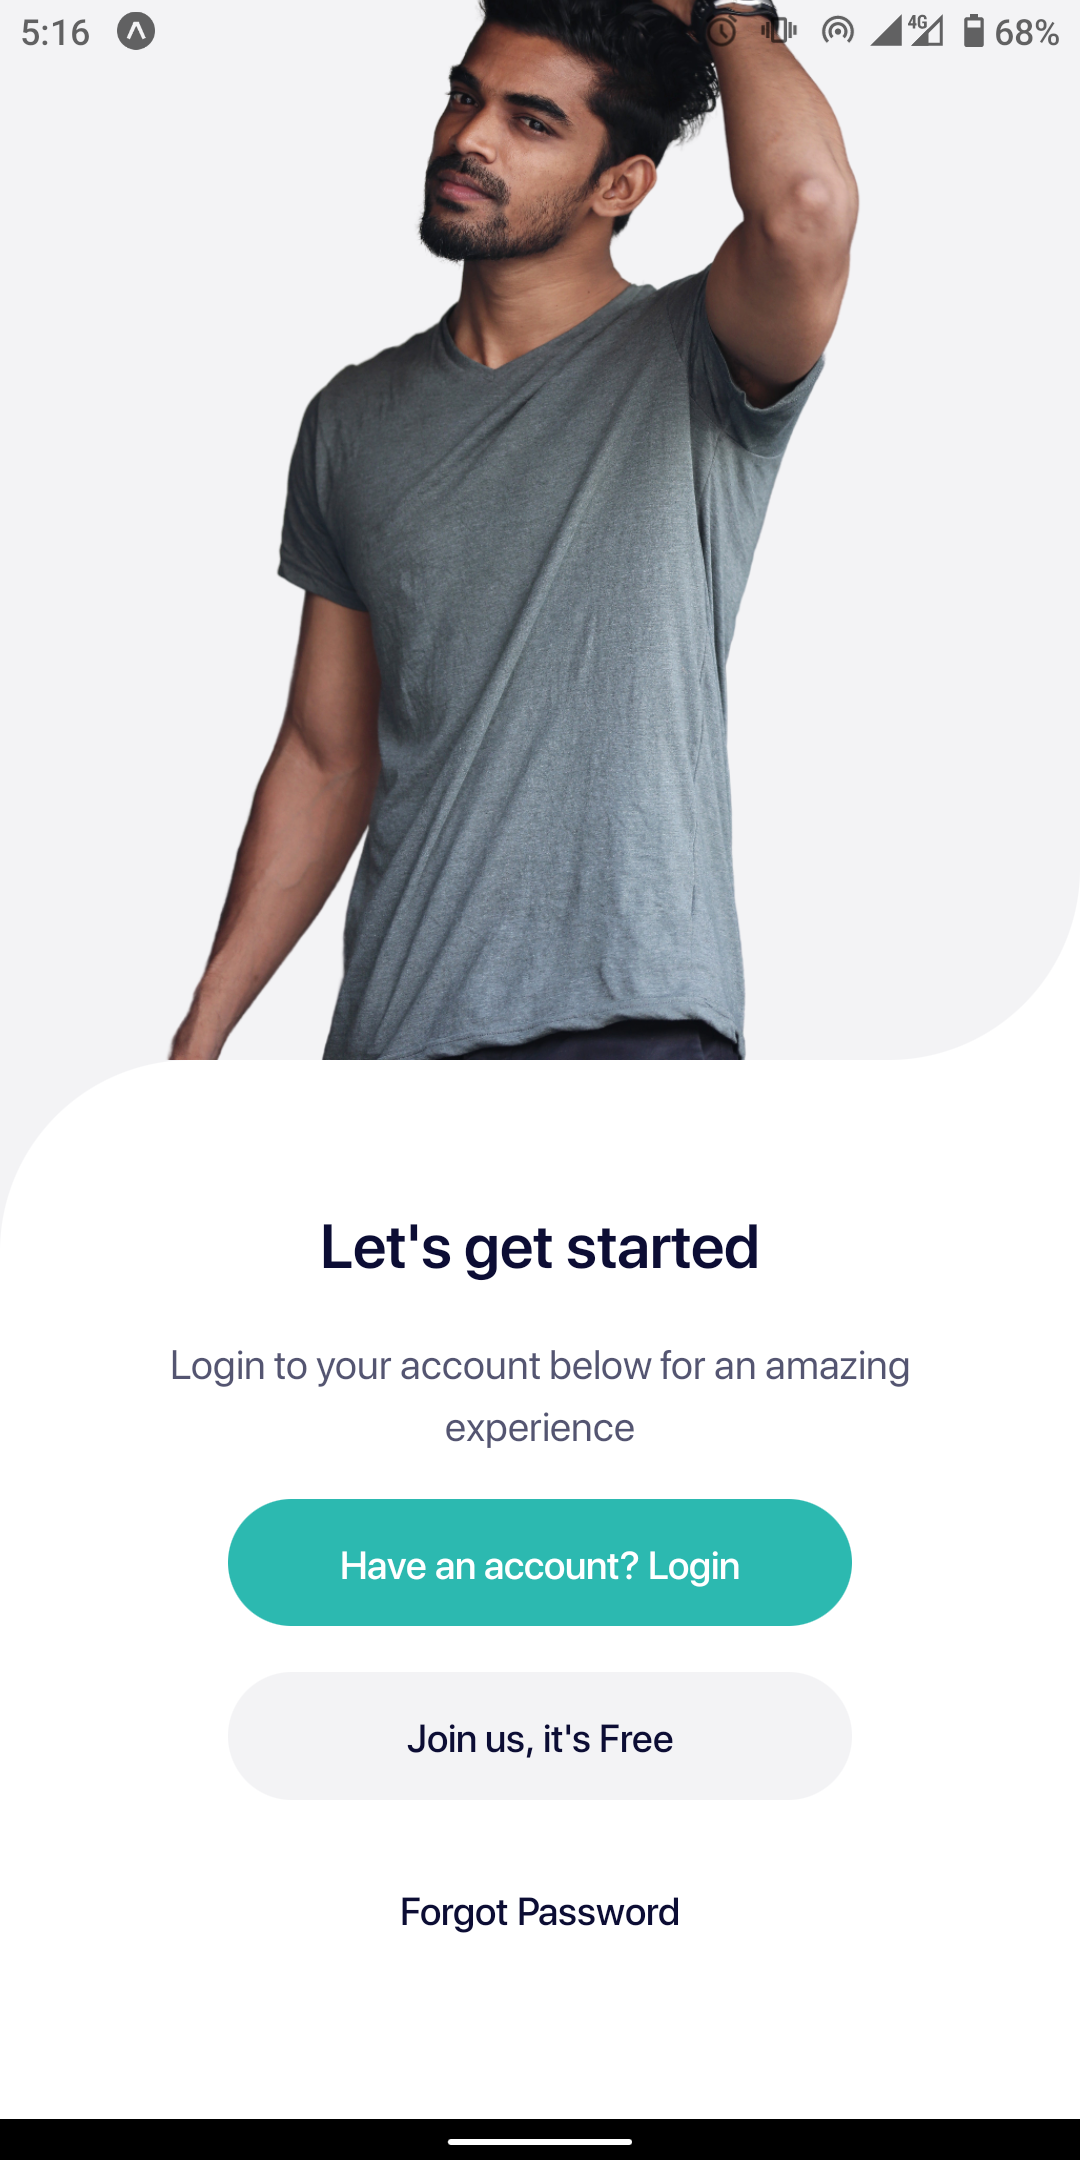 5:16 4G 68%
Let's get started
Login to your account below for an amazing
experience
Have an account? Login
Join us, it's Free
Forgot Password